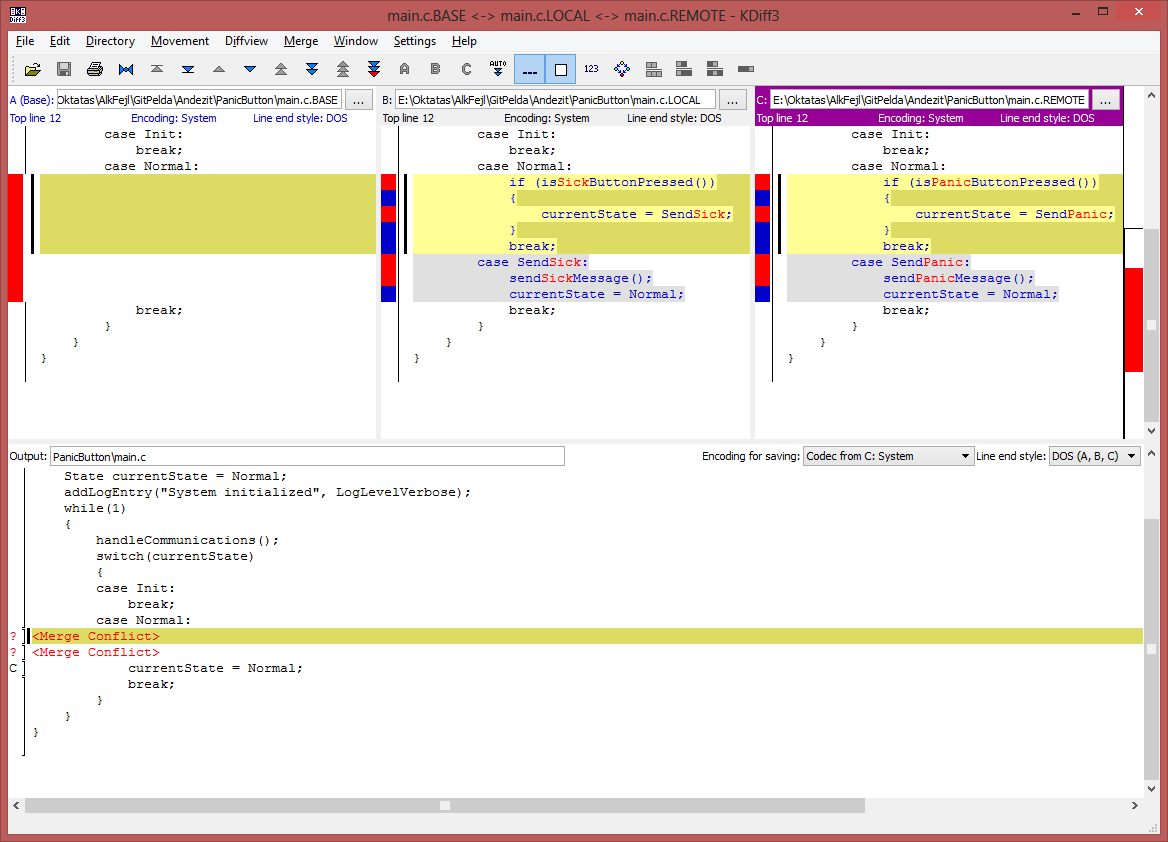 main.c.BASE <-> main.c.LOCAL <-> main.c.REMOTE - KDiff3
File Edit Directory Movement Diffview Merge Window Settings Help
A B C AUTO 123
A (Base): Oktatas\AlkFejl\GitPelda\Andezit\PanicButton\main.c.BASE ...
Top line 12 Encoding: System Line end style: DOS
case Init:
break;
case Normal:
break;
}
}
}
B: E:\Oktatas\AlkFejl\GitPelda\Andezit\PanicButton\main.c.LOCAL ...
Top line 12 Encoding: System Line end style: DOS
case Init:
break;
case Normal:
if (isSickButtonPressed())
{
currentState = SendSick;
}
break;
case SendSick:
sendSickMessage();
currentState = Normal;
break;
}
}
}
C: E:\Oktatas\AlkFejl\GitPelda\Andezit\PanicButton\main.c.REMOTE ...
Top line 12 Encoding: System Line end style: DOS
case Init:
break;
case Normal:
if (isPanicButtonPressed())
{
currentState = SendPanic;
}
break;
case SendPanic:
sendPanicMessage();
currentState = Normal;
break;
}
}
}
Output: PanicButton\main.c Encoding for saving: Codec from C: System Line end style: DOS (A, B, C)
State currentState = Normal;
addLogEntry("System initialized", LogLevelVerbose);
while(1)
{
handleCommunications();
switch(currentState)
{
case Init:
break;
case Normal:
? <Merge Conflict>
? <Merge Conflict>
C currentState = Normal;
break;
}
}
}